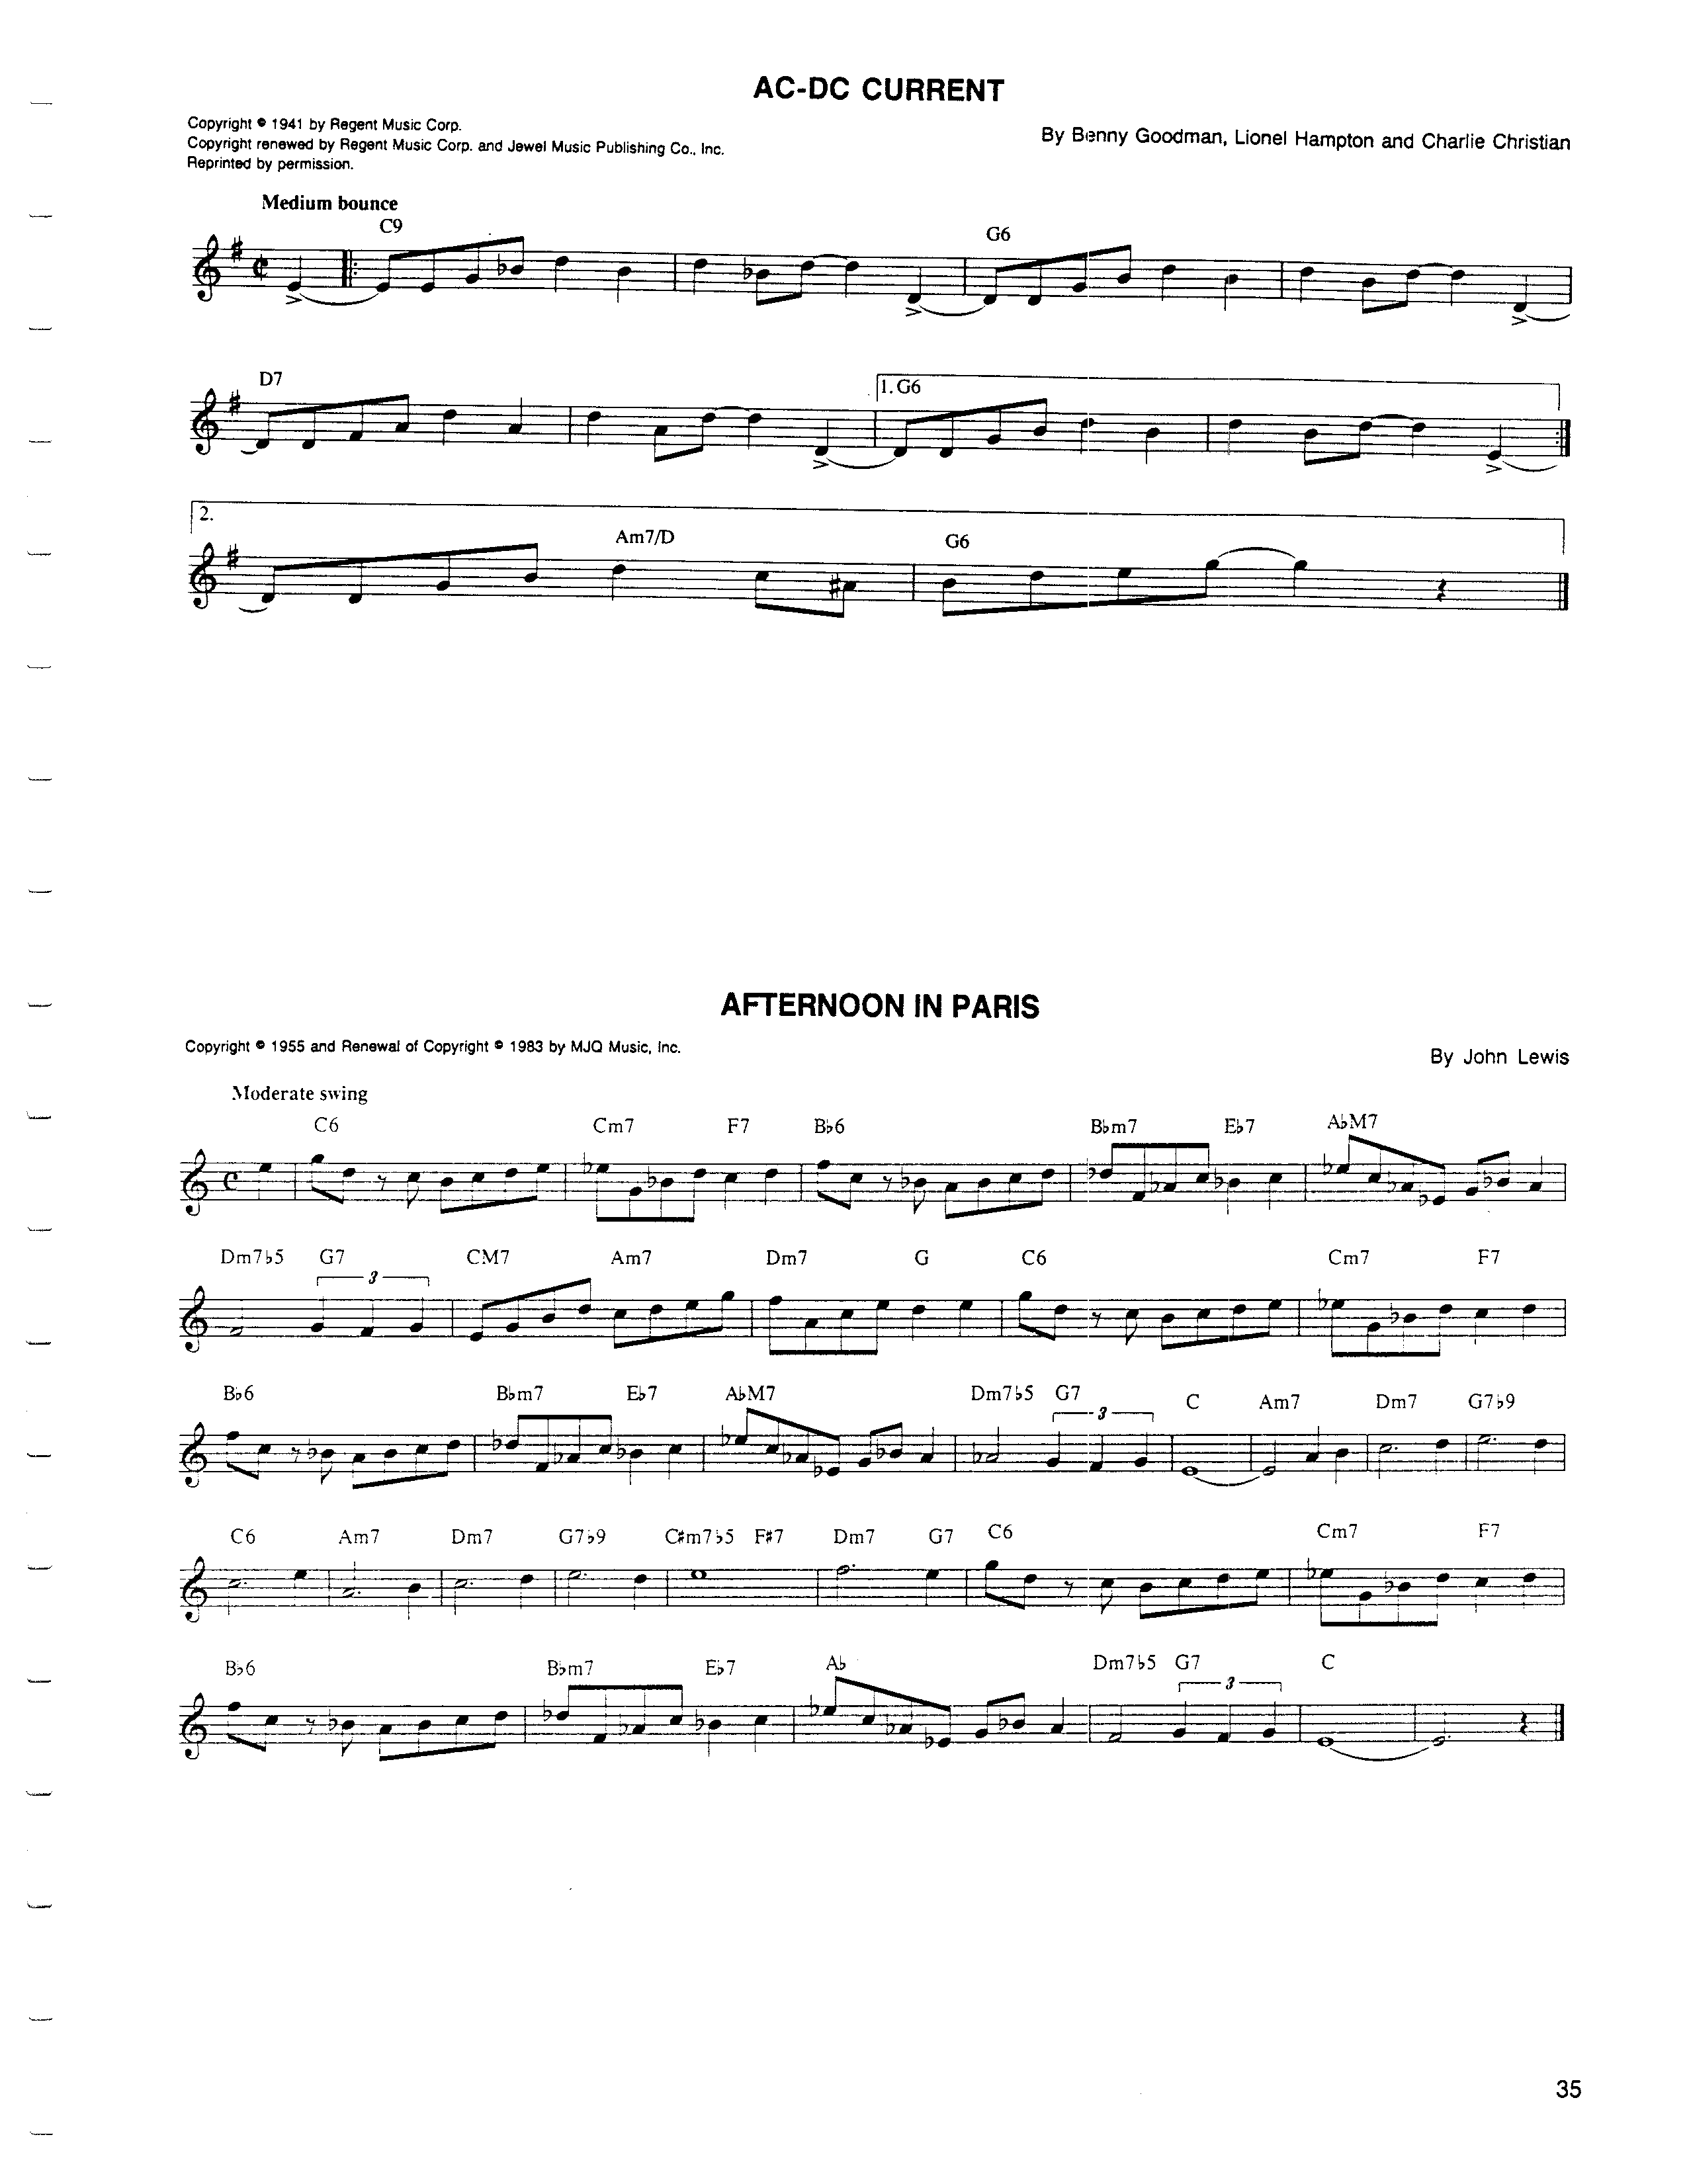 AC-DC CURRENT
Copyright © 1941 by Regent Music Corp.
Copyright renewed by Regent Music Corp. and Jewel Music Publishing Co., Inc.
Reprinted by permission.
By Benny Goodman, Lionel Hampton and Charlie Christian
Medium bounce
C9 G6
D7 1. G6
2. Am7/D G6
AFTERNOON IN PARIS
Copyright © 1955 and Renewal of Copyright © 1983 by MJQ Music, Inc.
By John Lewis
Moderate swing
C6 Cm7 F7 B♭6 B♭m7 E♭7 A♭M7
Dm7♭5 G7 CM7 Am7 Dm7 G C6 Cm7 F7
3
B♭6 B♭m7 E♭7 A♭M7 Dm7♭5 G7 C Am7 Dm7 G7♭9
3
C6 Am7 Dm7 G7♭9 C♯m7♭5 F♯7 Dm7 G7 C6 Cm7 F7
B♭6 B♭m7 E♭7 A♭ Dm7♭5 G7 C
3
35